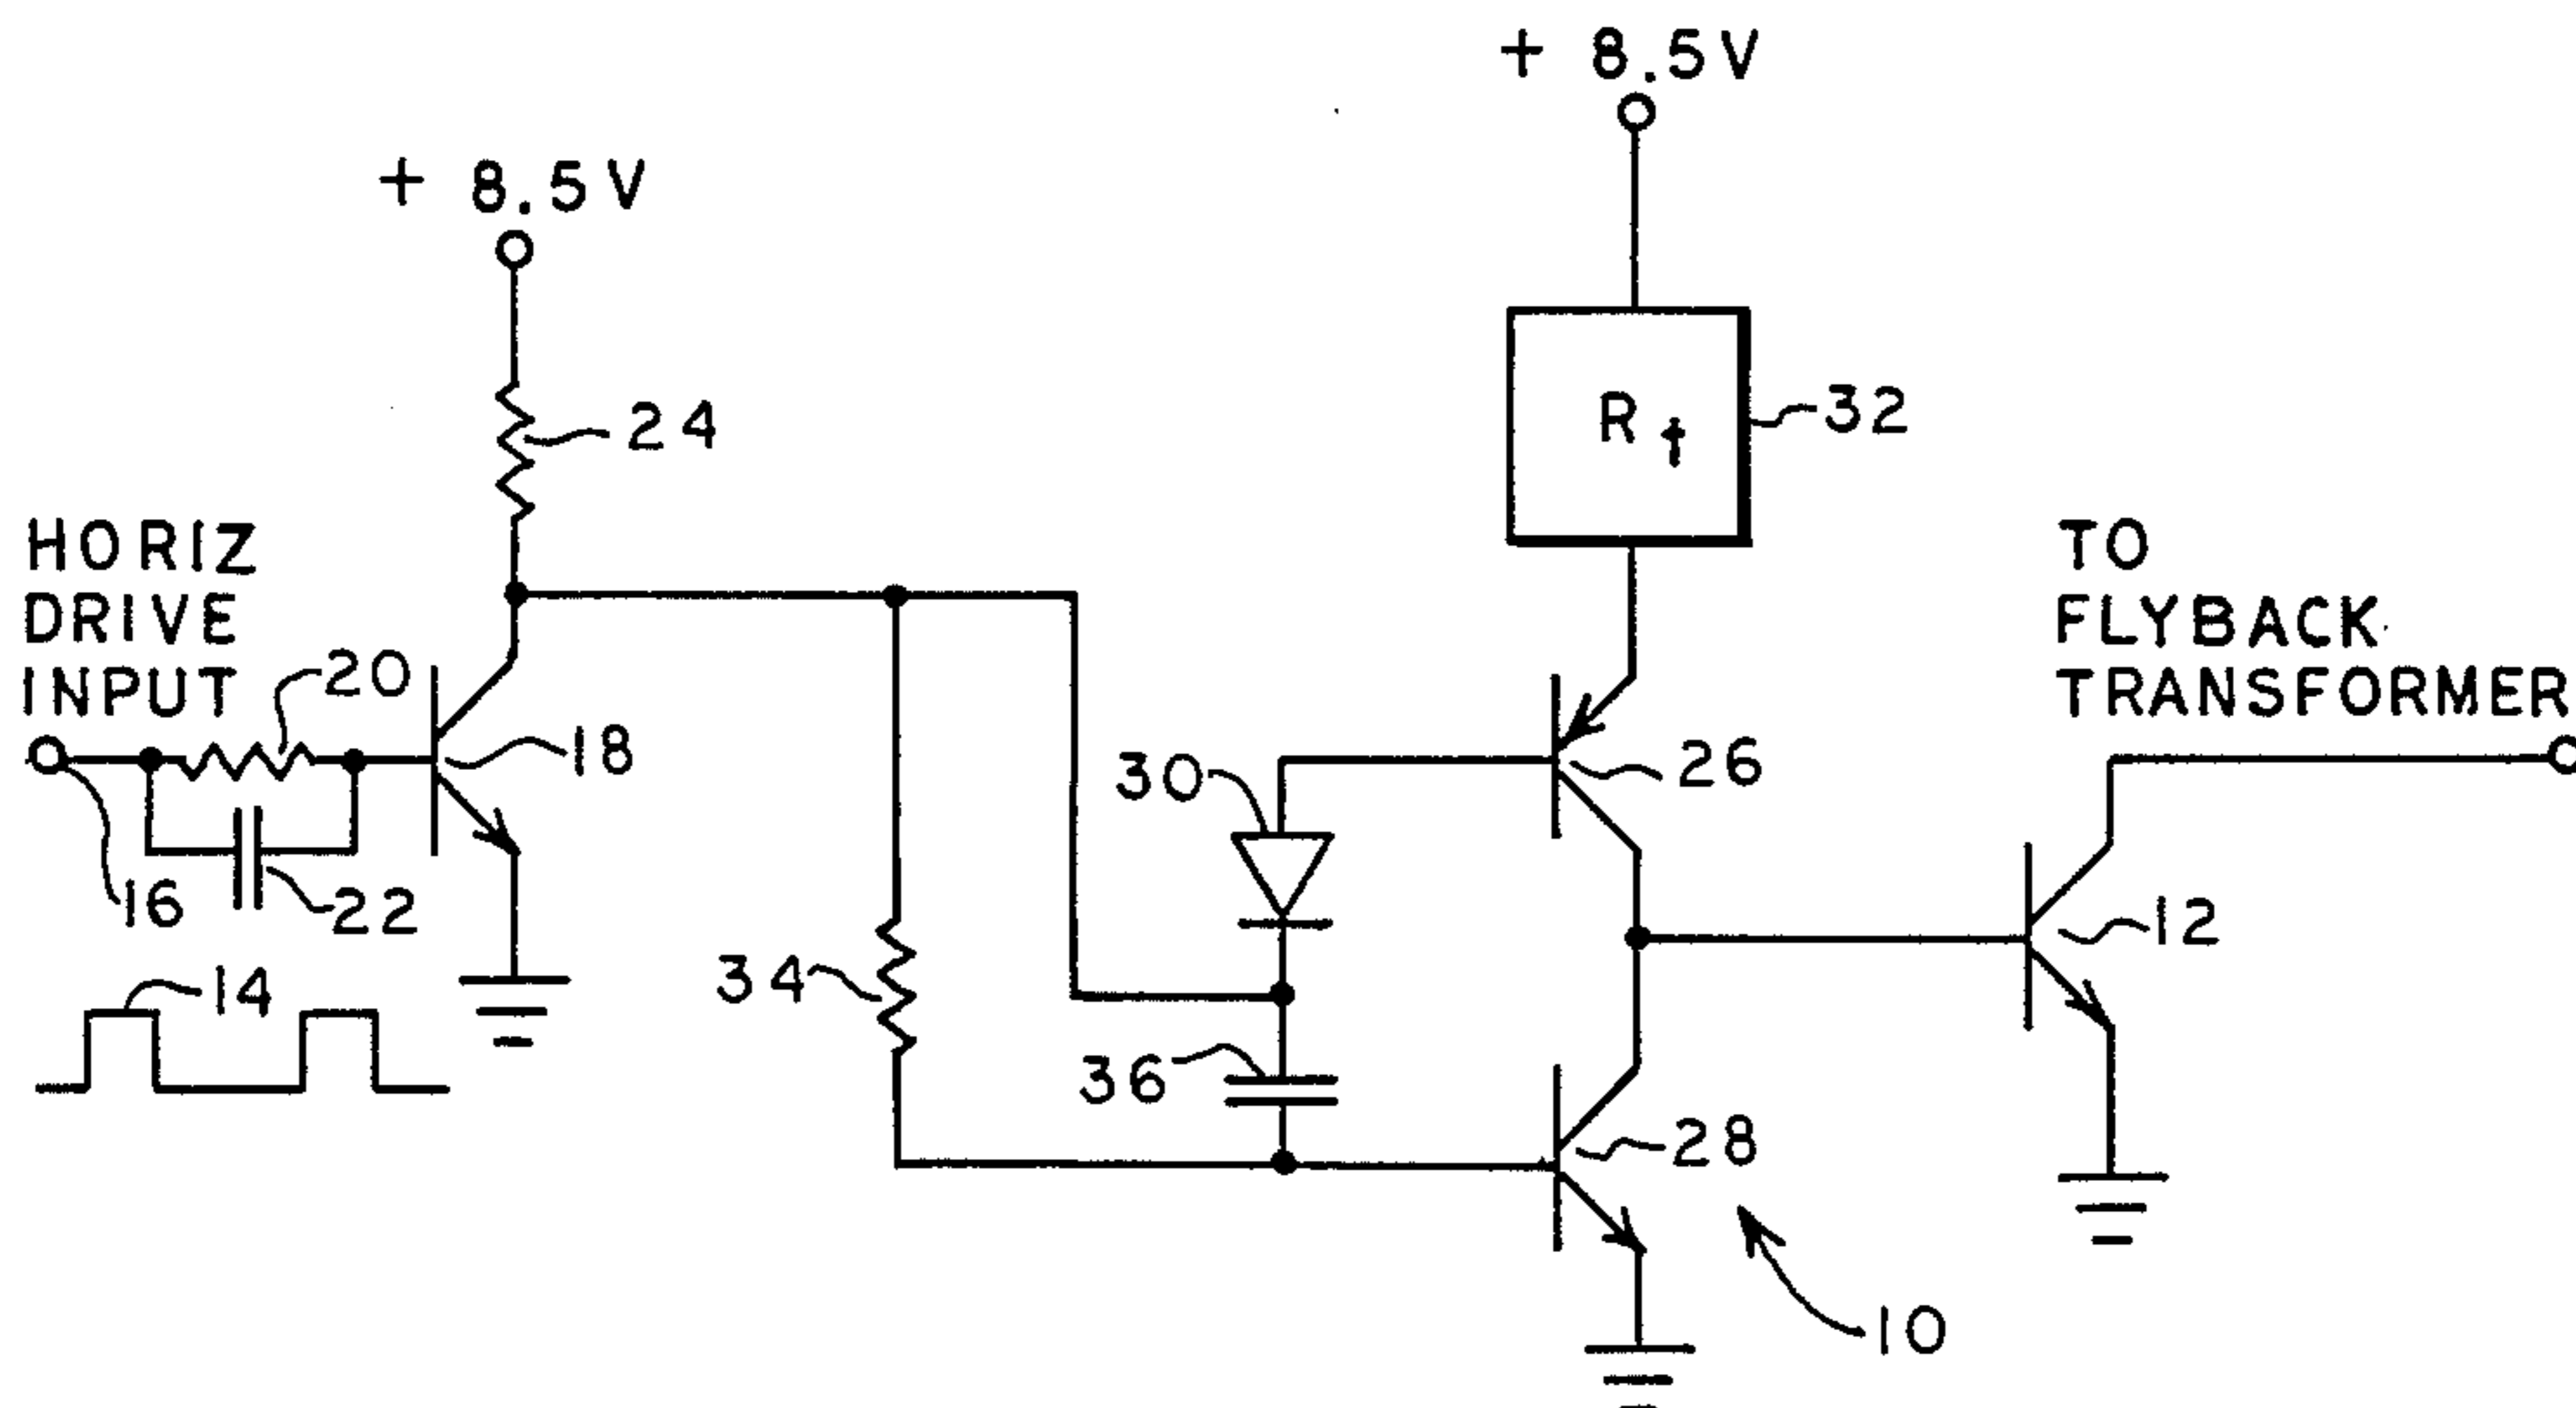 + 8.5V
+ 8.5V
24
Rt
32
HORIZ
DRIVE
INPUT
20
18
16
22
14
30
26
34
36
28
TO
FLYBACK
TRANSFORMER
12
10